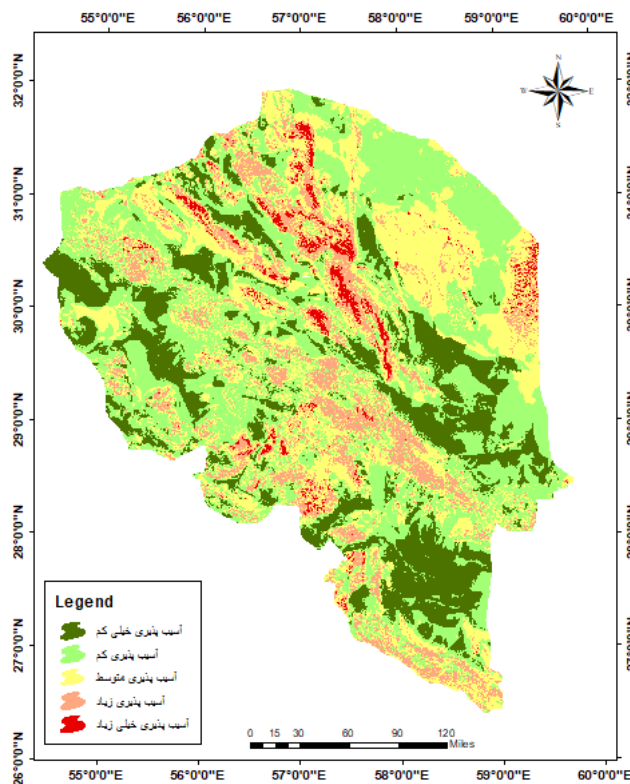 55°0'0"E 56°0'0"E 57°0'0"E 58°0'0"E 59°0'0"E 60°0'0"E
N
W E
S
32°0'0"N
31°0'0"N
30°0'0"N
29°0'0"N
28°0'0"N
27°0'0"N
26°0'0"N
Legend
آسیب پذیری خیلی کم
آسیب پذیری کم
آسیب پذیری متوسط
آسیب پذیری زیاد
آسیب پذیری خیلی زیاد
0 15 30 60 90 120
Miles
55°0'0"E 56°0'0"E 57°0'0"E 58°0'0"E 59°0'0"E 60°0'0"E